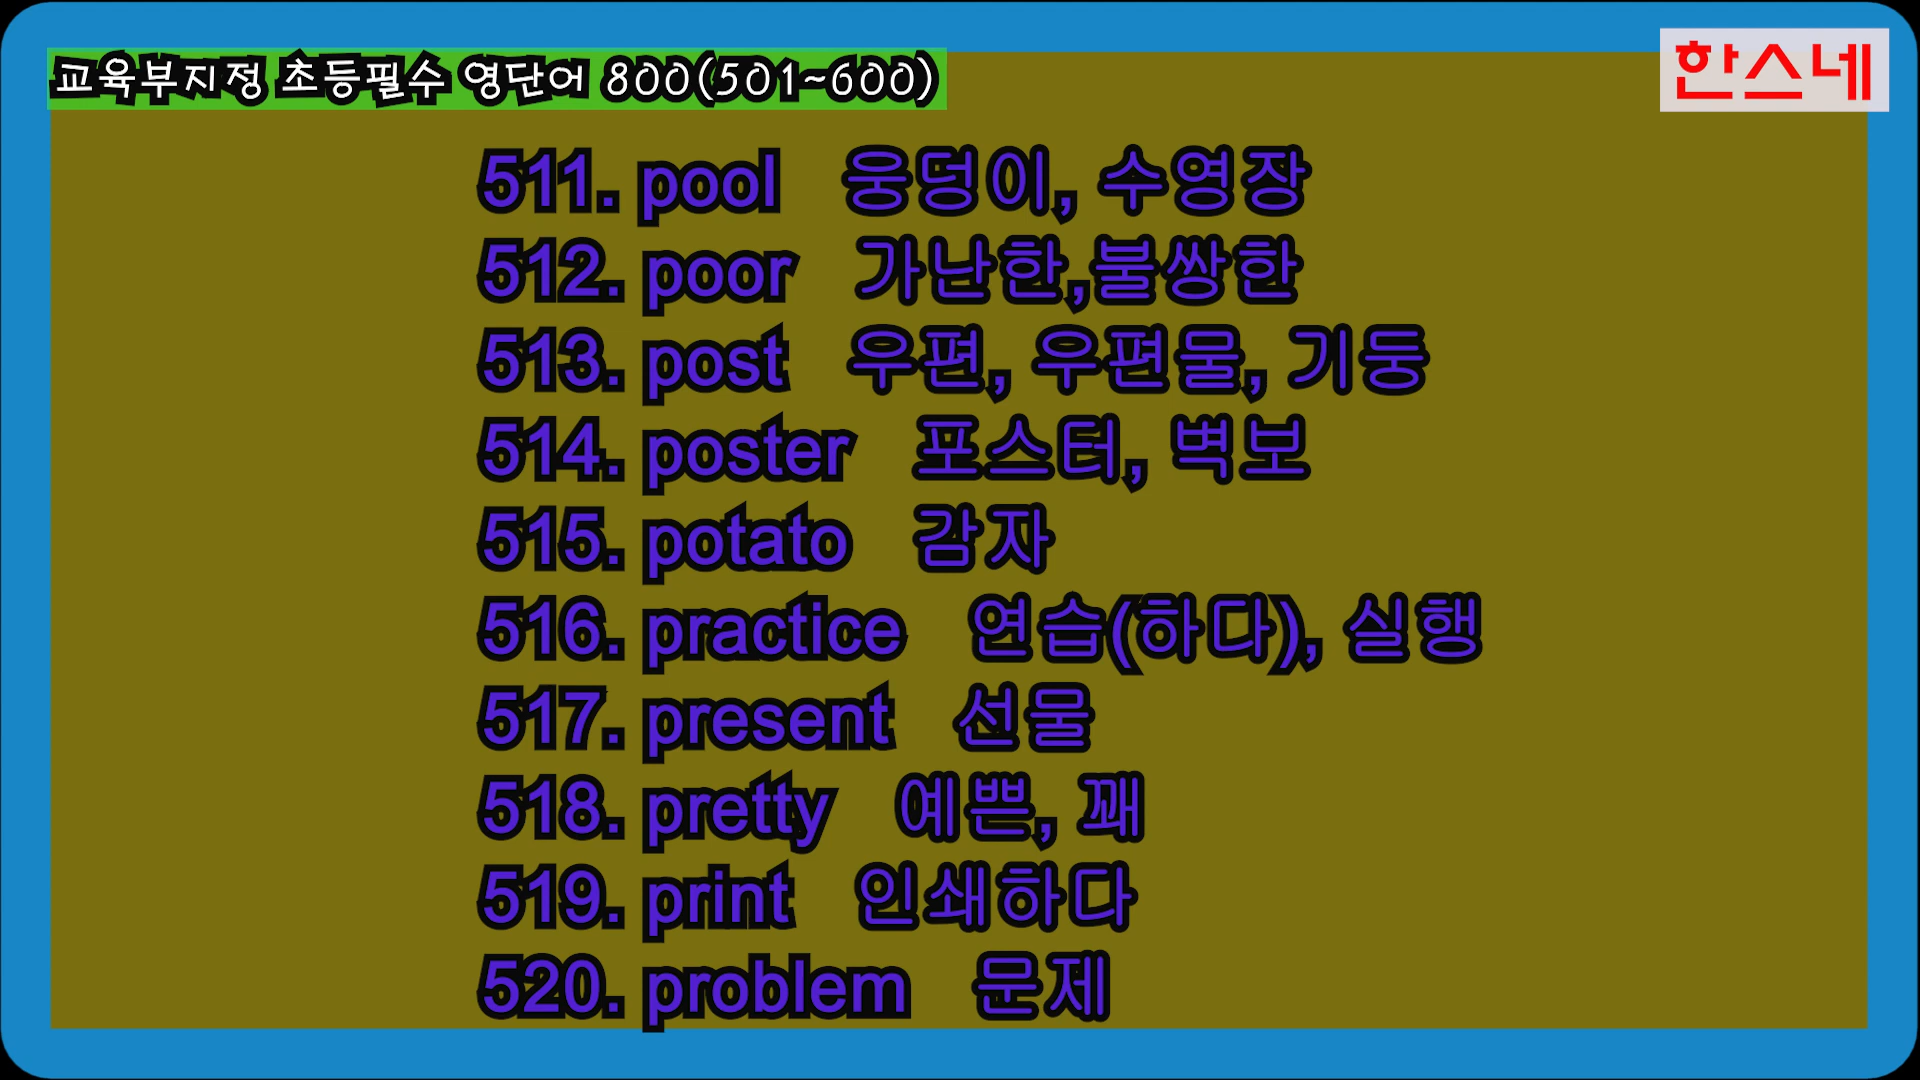 교육부지정 초등필수 영단어 800(501~600)
한스네
511. pool 웅덩이, 수영장
512. poor 가난한,불쌍한
513. post 우편, 우편물, 기둥
514. poster 포스터, 벽보
515. potato 감자
516. practice 연습(하다), 실행
517. present 선물
518. pretty 예쁜, 꽤
519. print 인쇄하다
520. problem 문제